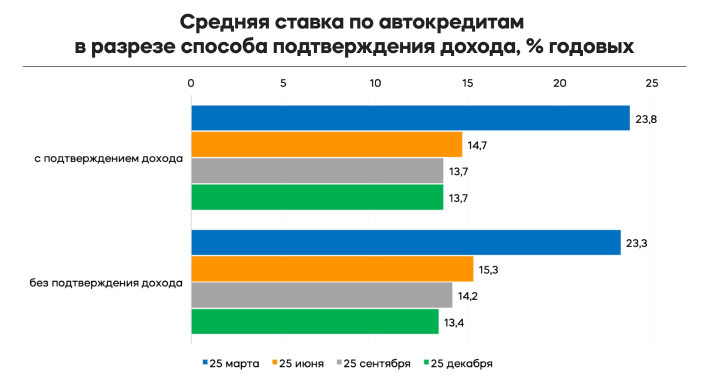 Средняя ставка по автокредитам
в разрезе способа подтверждения дохода, % годовых
0 5 10 15 20 25
с подтверждением дохода
23,8
14,7
13,7
13,7
без подтверждения дохода
23,3
15,3
14,2
13,4
25 марта 25 июня 25 сентября 25 декабря